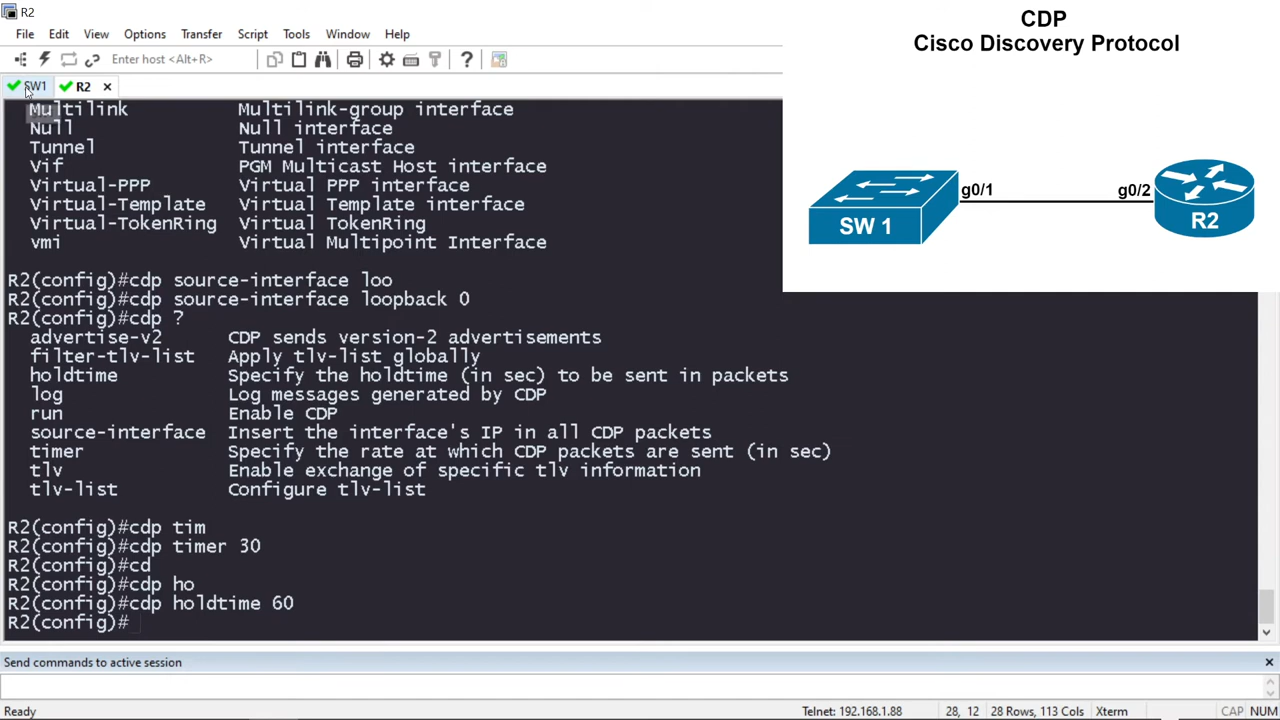 R2
File Edit View Options Transfer Script Tools Window Help
Enter host <Alt+R>
SW1 R2
Multilink Multilink-group interface
Null Null interface
Tunnel Tunnel interface
Vif PGM Multicast Host interface
Virtual-PPP Virtual PPP interface
Virtual-Template Virtual Template interface
Virtual-TokenRing Virtual TokenRing
vmi Virtual Multipoint Interface
R2(config)#cdp source-interface loo
R2(config)#cdp source-interface loopback 0
R2(config)#cdp ?
advertise-v2 CDP sends version-2 advertisements
filter-tlv-list Apply tlv-list globally
holdtime Specify the holdtime (in sec) to be sent in packets
log Log messages generated by CDP
run Enable CDP
source-interface Insert the interface's IP in all CDP packets
timer Specify the rate at which CDP packets are sent (in sec)
tlv Enable exchange of specific tlv information
tlv-list Configure tlv-list
R2(config)#cdp tim
R2(config)#cdp timer 30
R2(config)#cd
R2(config)#cdp ho
R2(config)#cdp holdtime 60
R2(config)#
CDP
Cisco Discovery Protocol
g0/1 g0/2
SW 1 R2
Send commands to active session
Ready Telnet: 192.168.1.88 28, 12 28 Rows, 113 Cols Xterm CAP NUM